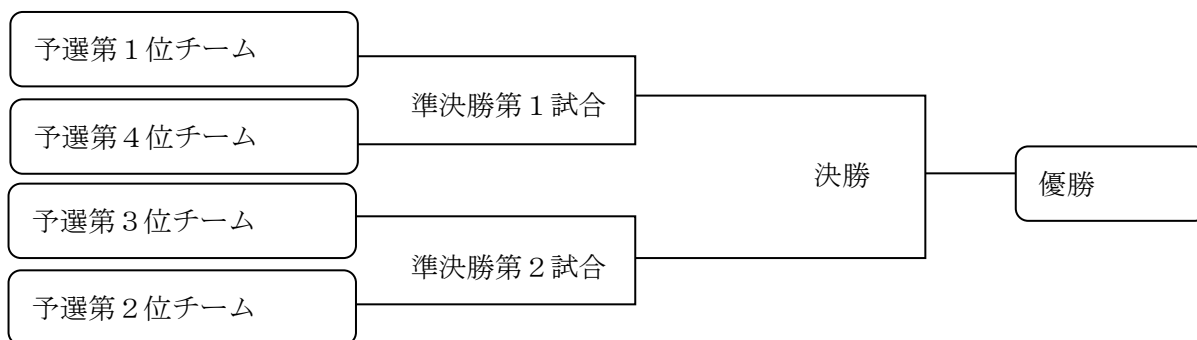 予選第１位チーム
準決勝第１試合
予選第４位チーム
決勝
優勝
予選第３位チーム
準決勝第２試合
予選第２位チーム